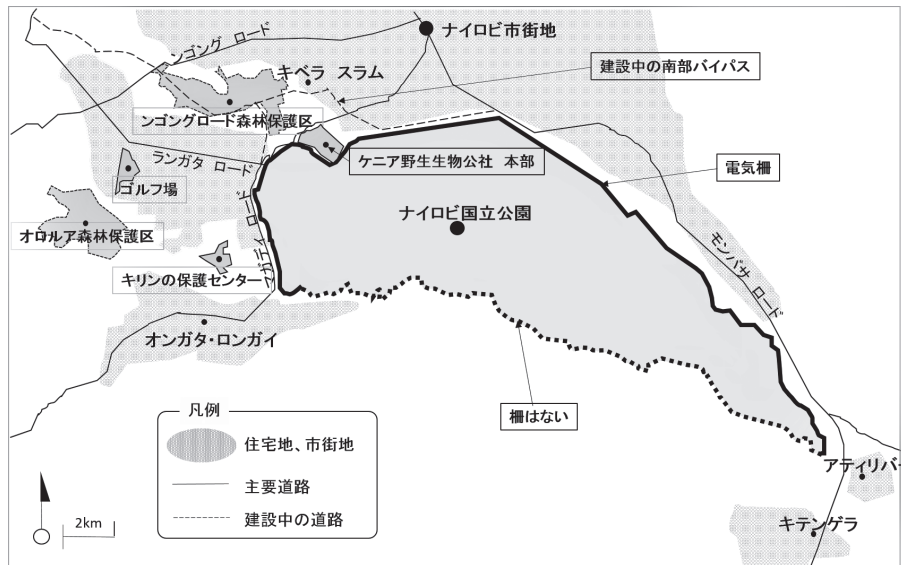 ナイロビ市街地
ンゴング ロード
キベラ スラム
建設中の南部バイパス
ンゴングロード森林保護区
ランガタ ロード
ケニア野生生物公社 本部
電気柵
ゴルフ場
マガディ ロード
ナイロビ国立公園
オロルア森林保護区
モンバサ ロード
キリンの保護センター
オンガタ・ロンガイ
柵はない
凡例
住宅地、市街地
主要道路
建設中の道路
2km
アティリバー
キテンゲラ